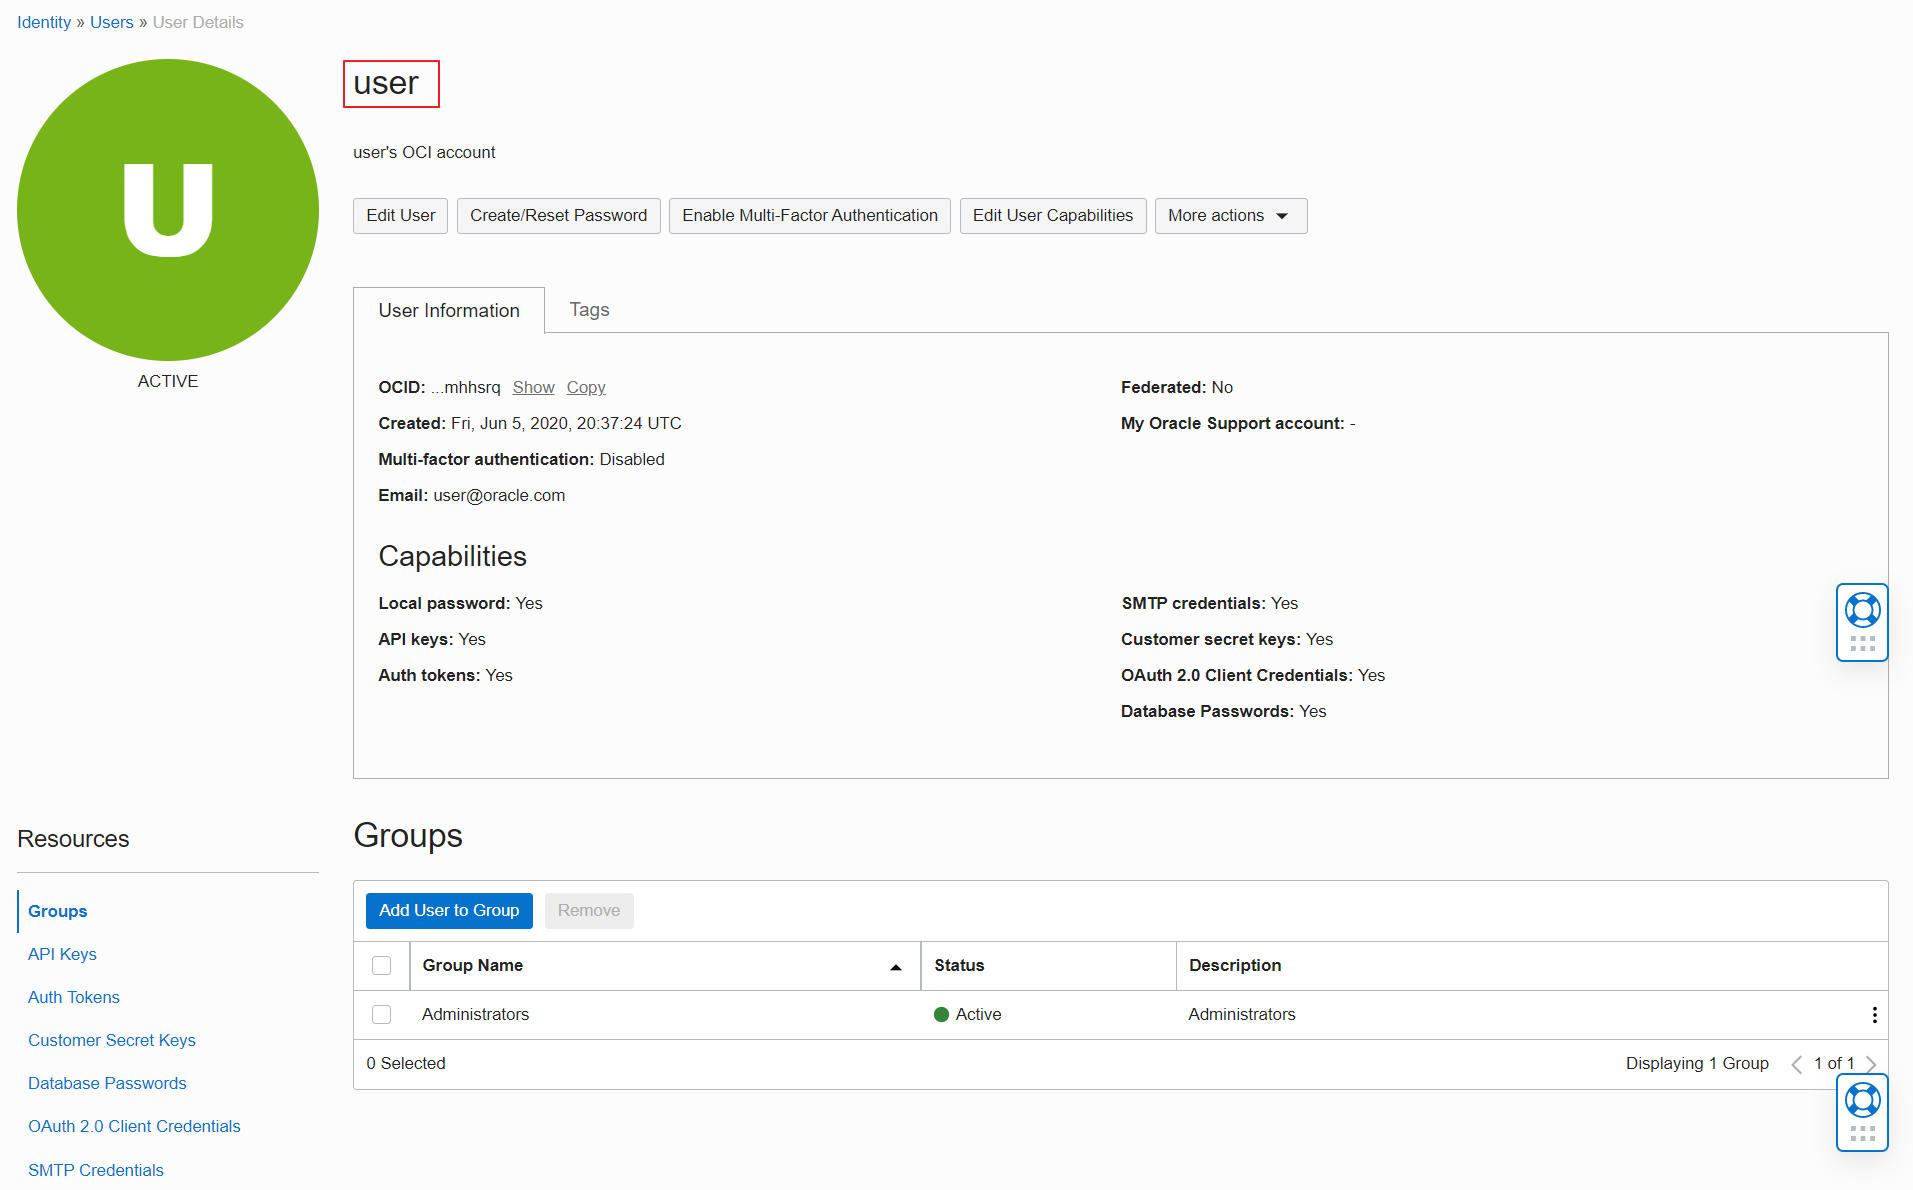 Identity » Users » User Details
U
ACTIVE
user
user's OCI account
Edit User Create/Reset Password Enable Multi-Factor Authentication Edit User Capabilities More actions
User Information Tags
OCID: ...mhhsrq Show Copy
Created: Fri, Jun 5, 2020, 20:37:24 UTC
Multi-factor authentication: Disabled
Email: user@oracle.com
Federated: No
My Oracle Support account: -
Capabilities
Local password: Yes
API keys: Yes
Auth tokens: Yes
SMTP credentials: Yes
Customer secret keys: Yes
OAuth 2.0 Client Credentials: Yes
Database Passwords: Yes
Resources
Groups
API Keys
Auth Tokens
Customer Secret Keys
Database Passwords
OAuth 2.0 Client Credentials
SMTP Credentials
Groups
Add User to Group Remove
Group Name Status Description
Administrators Active Administrators
0 Selected Displaying 1 Group 1 of 1